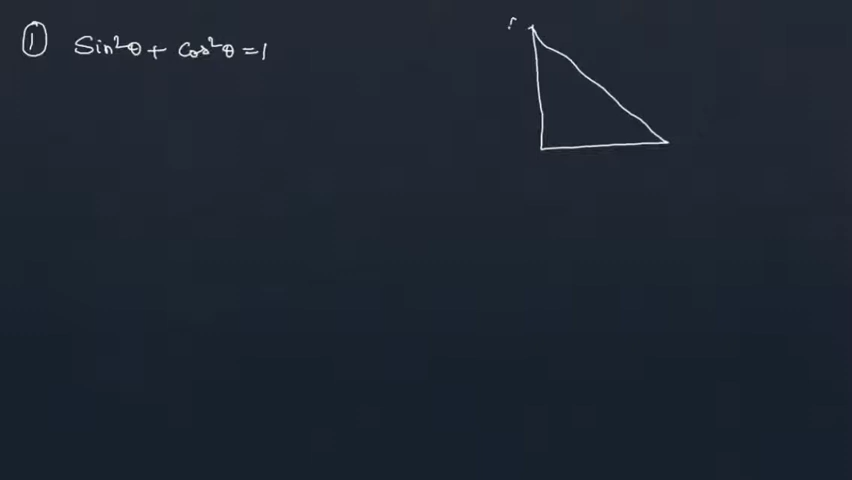 ① Sin²θ + Cos²θ = 1